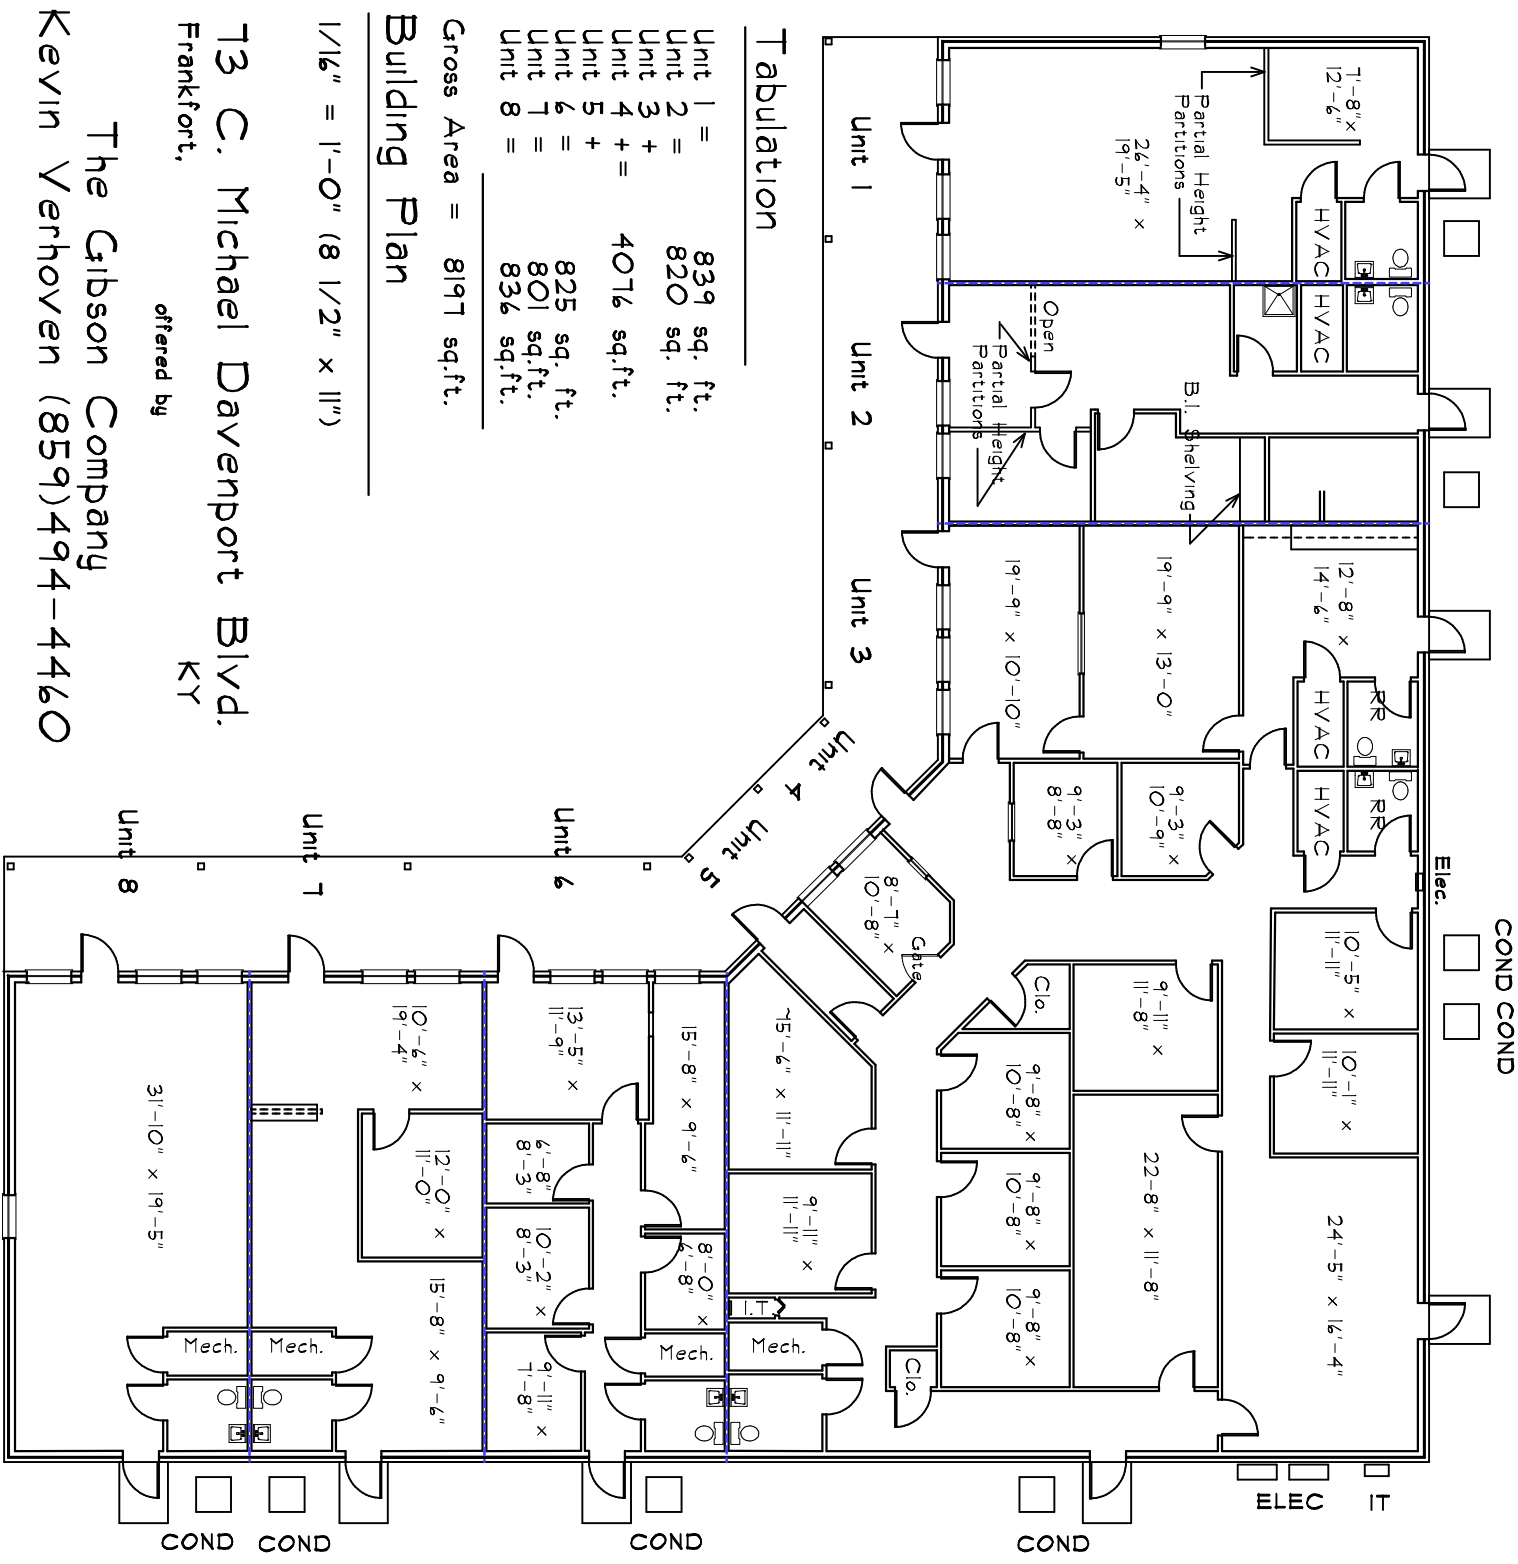 Tabulation
Unit 1 = 839 sq. ft.
Unit 2 = 820 sq. ft.
Unit 3 +
Unit 4 + = 4076 sq.ft.
Unit 5 +
Unit 6 = 825 sq. ft.
Unit 7 = 801 sq.ft.
Unit 8 = 836 sq.ft.
Gross Area = 8197 sq.ft.
Building Plan
1/16" = 1'-0" (8 1/2" x 11")
73 C. Michael Davenport Blvd.
Frankfort, KY
offered by
The Gibson Company
Kevin Verhoven (859)494-4460
Unit 1
Unit 2
Unit 3
Unit 4
Unit 5
Unit 6
Unit 7
Unit 8
7'-8" x
12'-6"
Partial Height
Partitions
26'-4" x
19'-5"
HVAC
HVAC
Open
Partial Height
Partitions
B.I. Shelving
12'-8" x
14'-6"
19'-9" x 13'-0"
19'-9" x 10'-10"
RR
HVAC
RR
HVAC
Elec.
COND
COND
9'-3" x
10'-9"
9'-3" x
8'-8"
8'-7" x
10'-8"
Gate
10'-5" x
11'-11"
10'-1" x
11'-11"
9'-11" x
11'-8"
Clo.
9'-8" x
10'-8"
9'-8" x
10'-8"
9'-8" x
10'-8"
22'-8" x 11'-8"
24'-5" x 16'-4"
Clo.
~15'-6" x 11'-11"
9'-11" x
11'-11"
I.T.
Mech.
15'-8" x 9'-6"
13'-5" x
11'-9"
6'-8" x
8'-3"
10'-2" x
8'-3"
9'-11" x
7'-8"
8'-0" x
6'-8"
Mech.
10'-6" x
19'-4"
12'-0" x
11'-0"
15'-8" x 9'-6"
Mech.
31'-10" x 19'-5"
Mech.
ELEC
IT
COND
COND
COND
COND